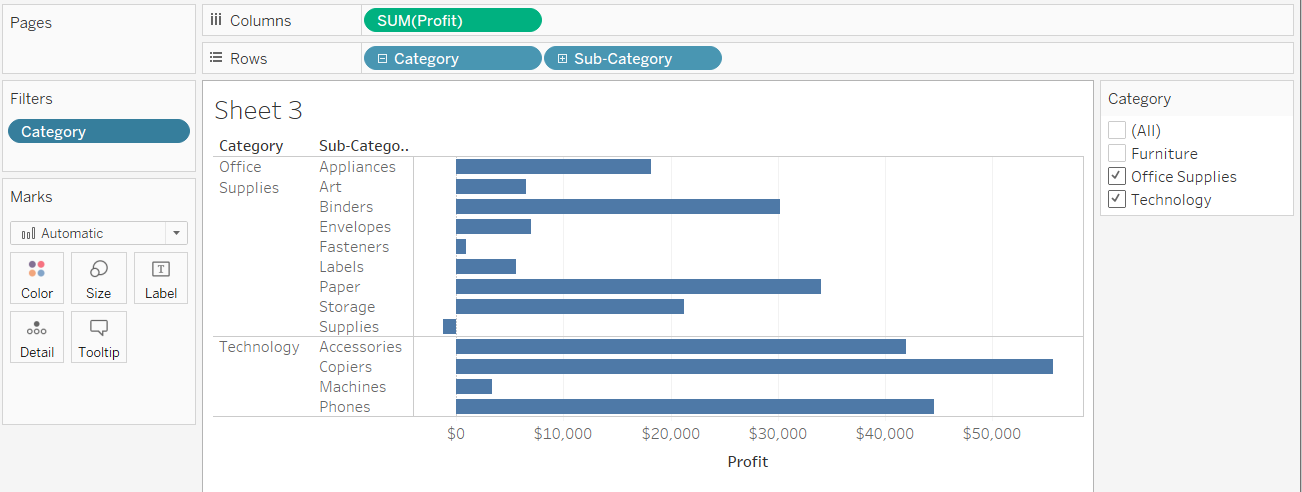 Pages
Columns
SUM(Profit)
Rows
Category
Sub-Category
Filters
Category
Marks
Automatic
Color
Size
T
Label
Detail
Tooltip
Sheet 3
Category
Sub-Catego..
Office
Supplies
Appliances
Art
Binders
Envelopes
Fasteners
Labels
Paper
Storage
Supplies
Technology
Accessories
Copiers
Machines
Phones
$0
$10,000
$20,000
$30,000
$40,000
$50,000
Profit
Category
(All)
Furniture
Office Supplies
Technology